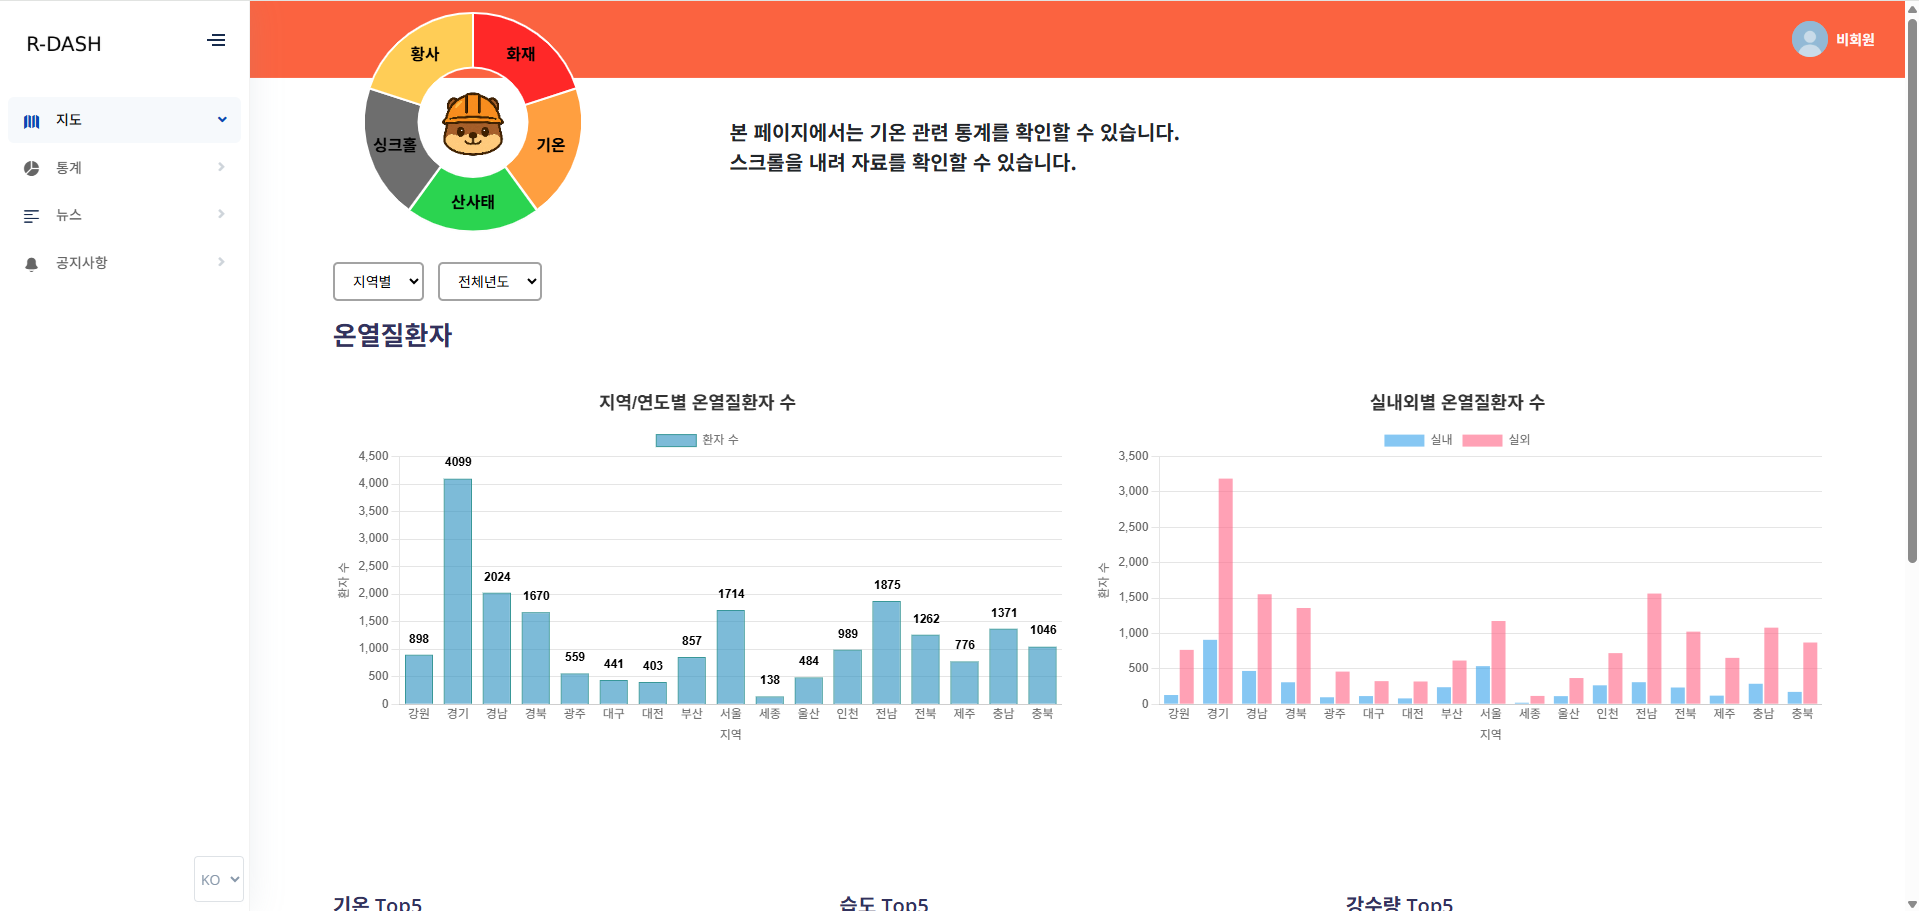 R-DASH
비회원
지도
통계
뉴스
공지사항
KO
황사
화재
싱크홀
기온
산사태
본 페이지에서는 기온 관련 통계를 확인할 수 있습니다.
스크롤을 내려 자료를 확인할 수 있습니다.
지역별
전체년도
온열질환자
지역/연도별 온열질환자 수
환자 수
4,500
4,000
3,500
3,000
2,500
2,000
1,500
1,000
500
0
환자 수
898 4099 2024 1670 559 441 403 857 1714 138 484 989 1875 1262 776 1371 1046
강원 경기 경남 경북 광주 대구 대전 부산 서울 세종 울산 인천 전남 전북 제주 충남 충북
지역
실내외별 온열질환자 수
실내 실외
3,500
3,000
2,500
2,000
1,500
1,000
500
0
환자 수
강원 경기 경남 경북 광주 대구 대전 부산 서울 세종 울산 인천 전남 전북 제주 충남 충북
지역
기온 Top5
습도 Top5
강수량 Top5